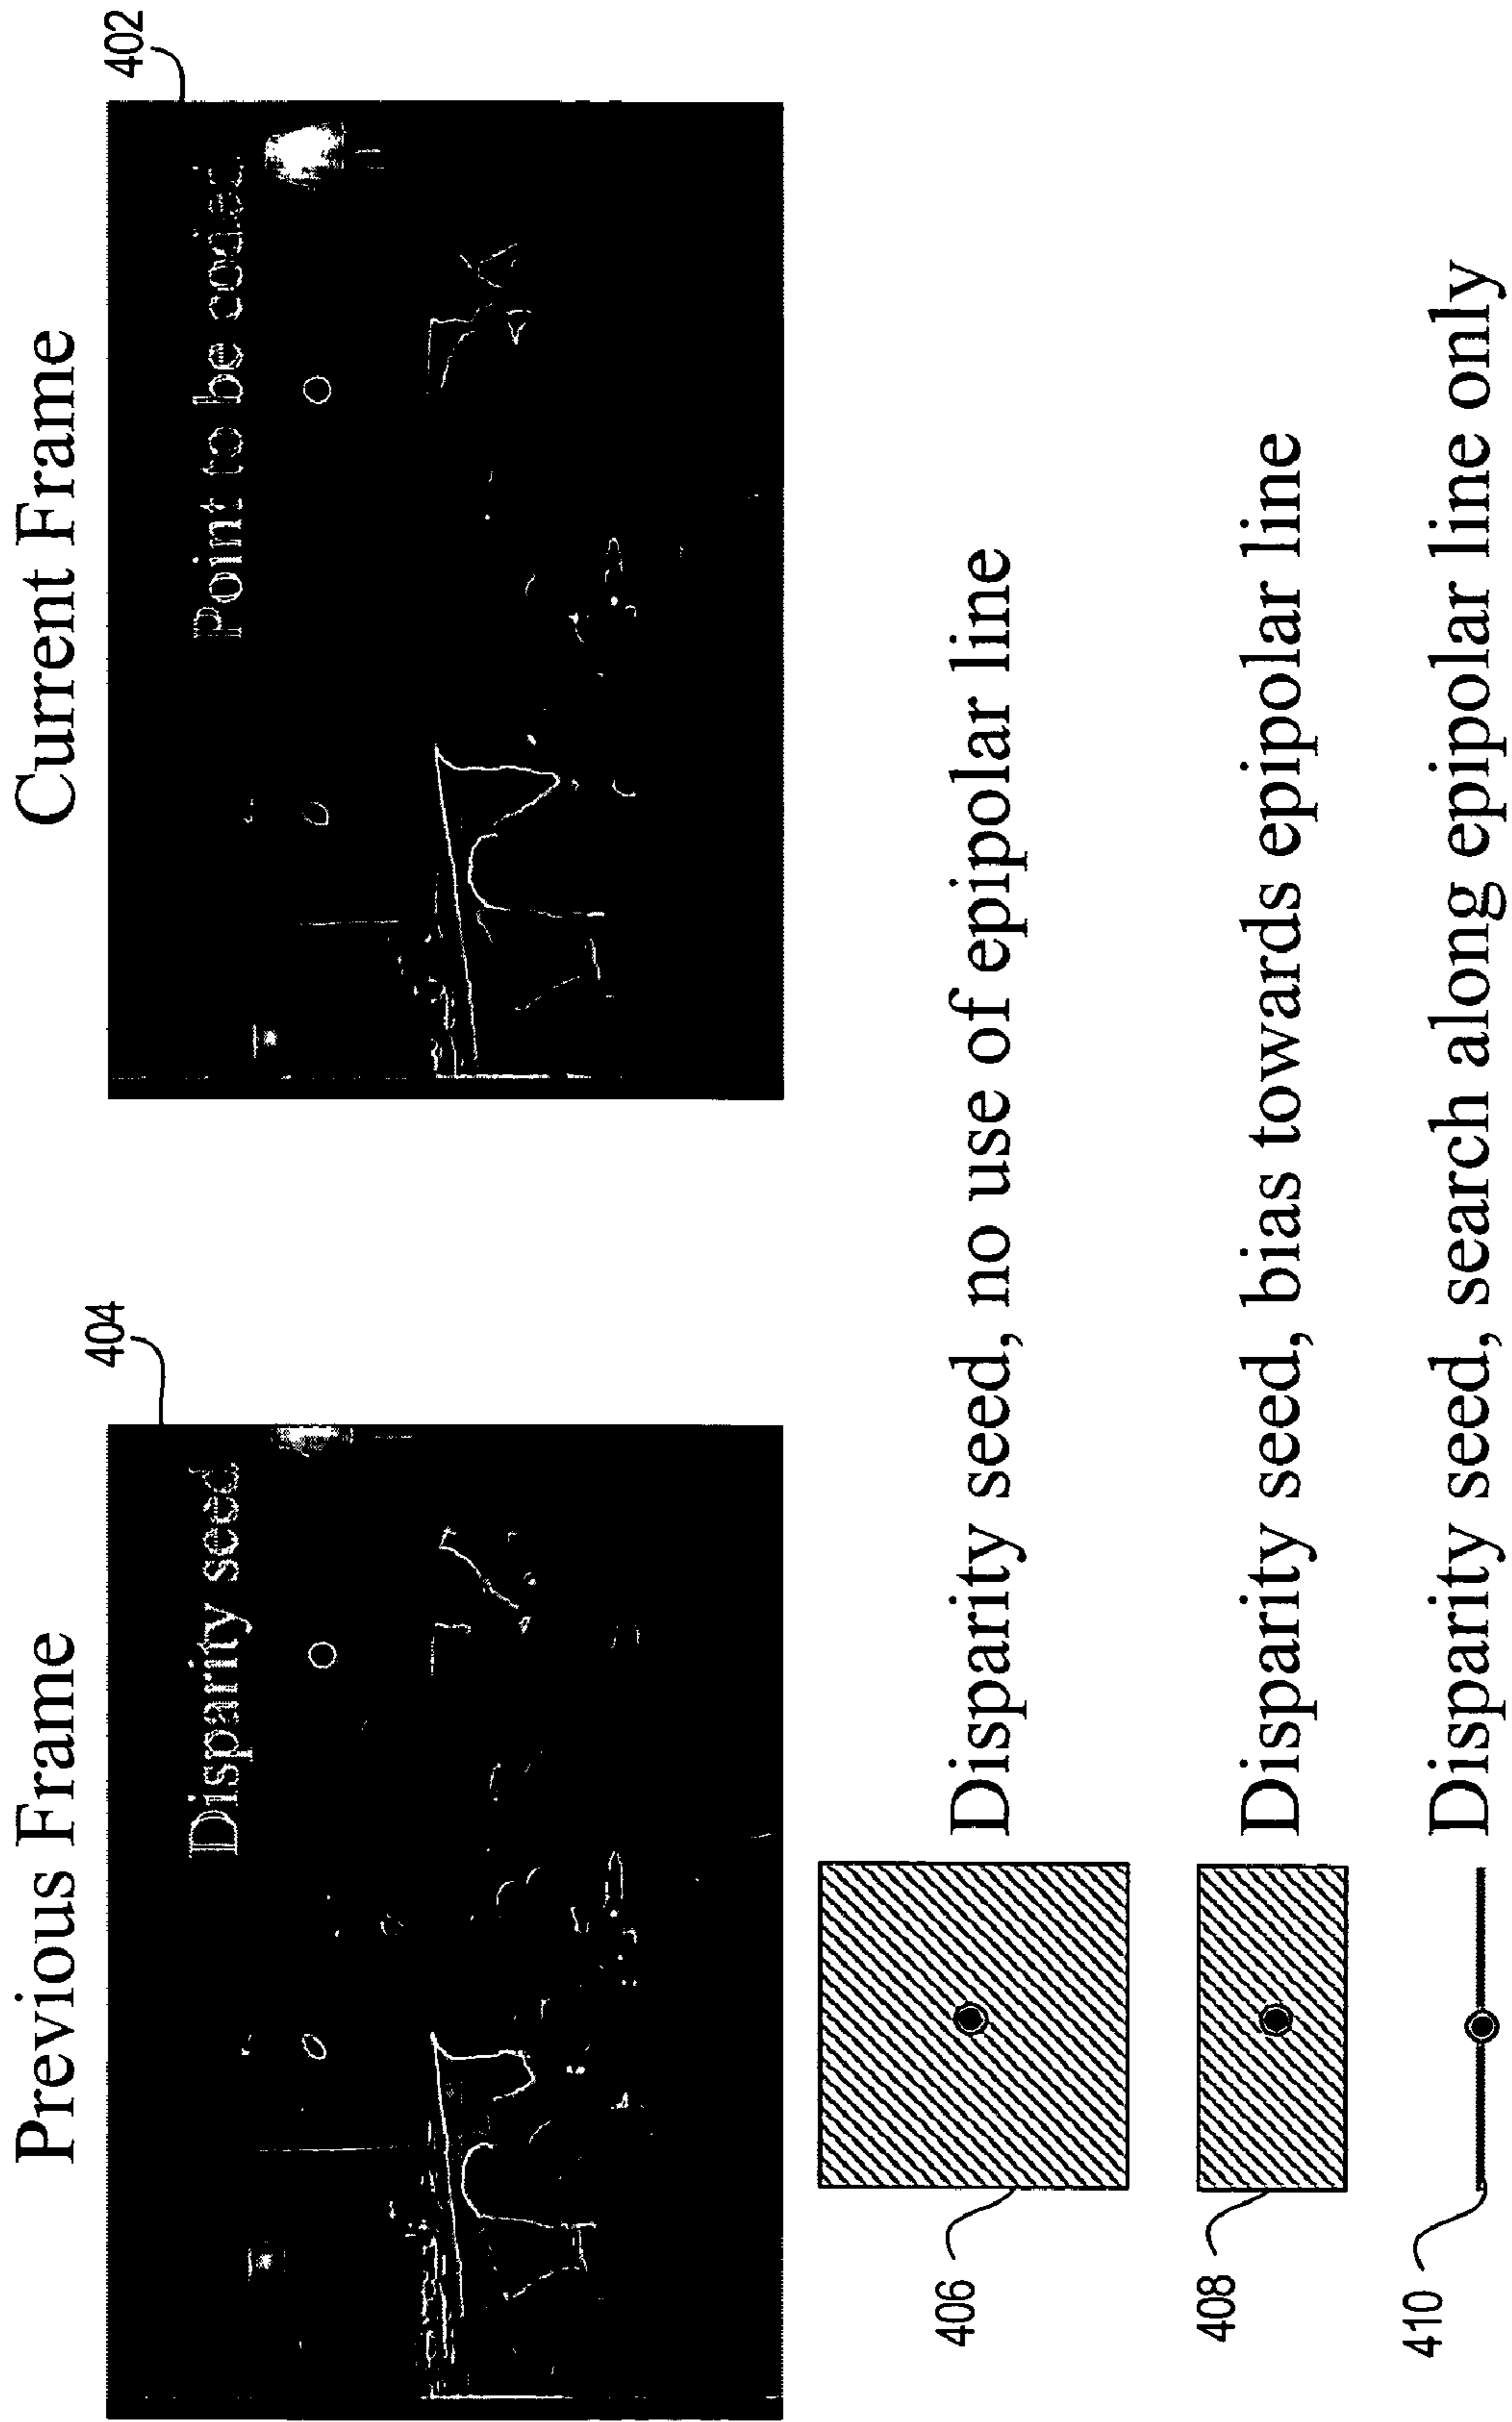 Previous Frame
Current Frame
404
402
Disparity seed
Point to be coded
406
Disparity seed, no use of epipolar line
408
Disparity seed, bias towards epipolar line
410
Disparity seed, search along epipolar line only